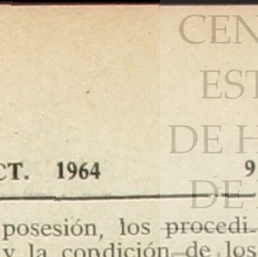 CEN
EST
DE H
CT. 1964 9
DE
posesión, los procedi-
y la condición de los